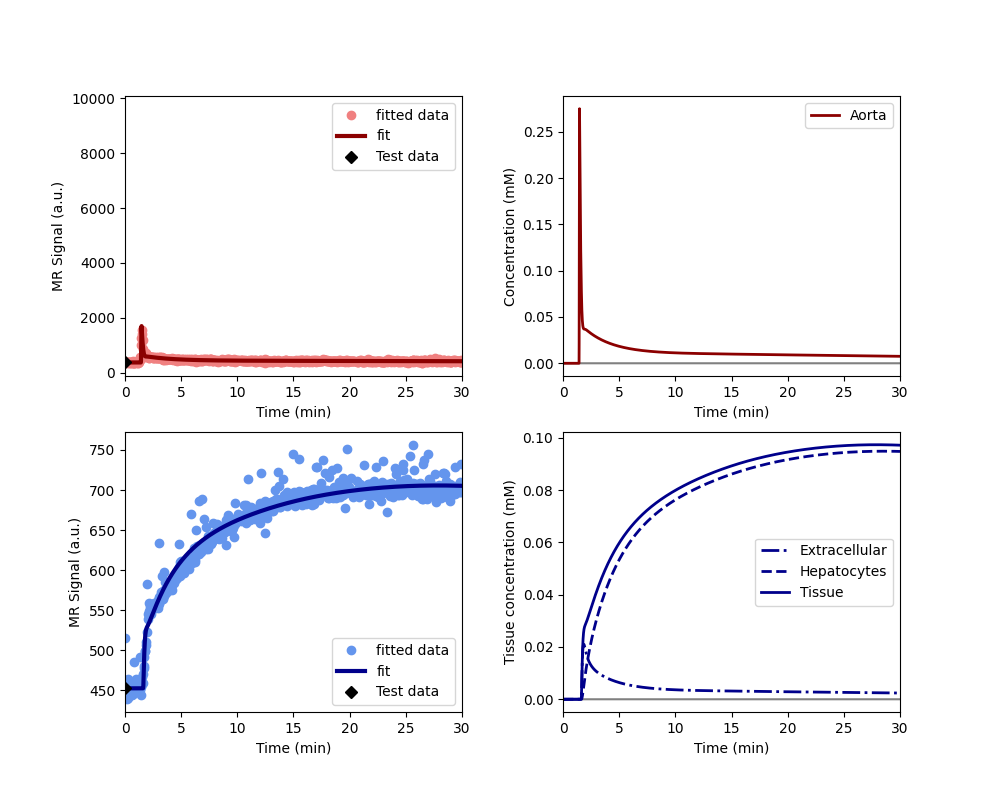 10000
8000
6000
4000
2000
0
MR Signal (a.u.)
fitted data
fit
Test data
0 5 10 15 20 25 30
Time (min)
0.25
0.20
0.15
0.10
0.05
0.00
Concentration (mM)
Aorta
0 5 10 15 20 25 30
Time (min)
750
700
650
600
550
500
450
MR Signal (a.u.)
fitted data
fit
Test data
0 5 10 15 20 25 30
Time (min)
0.10
0.08
0.06
0.04
0.02
0.00
Tissue concentration (mM)
Extracellular
Hepatocytes
Tissue
0 5 10 15 20 25 30
Time (min)